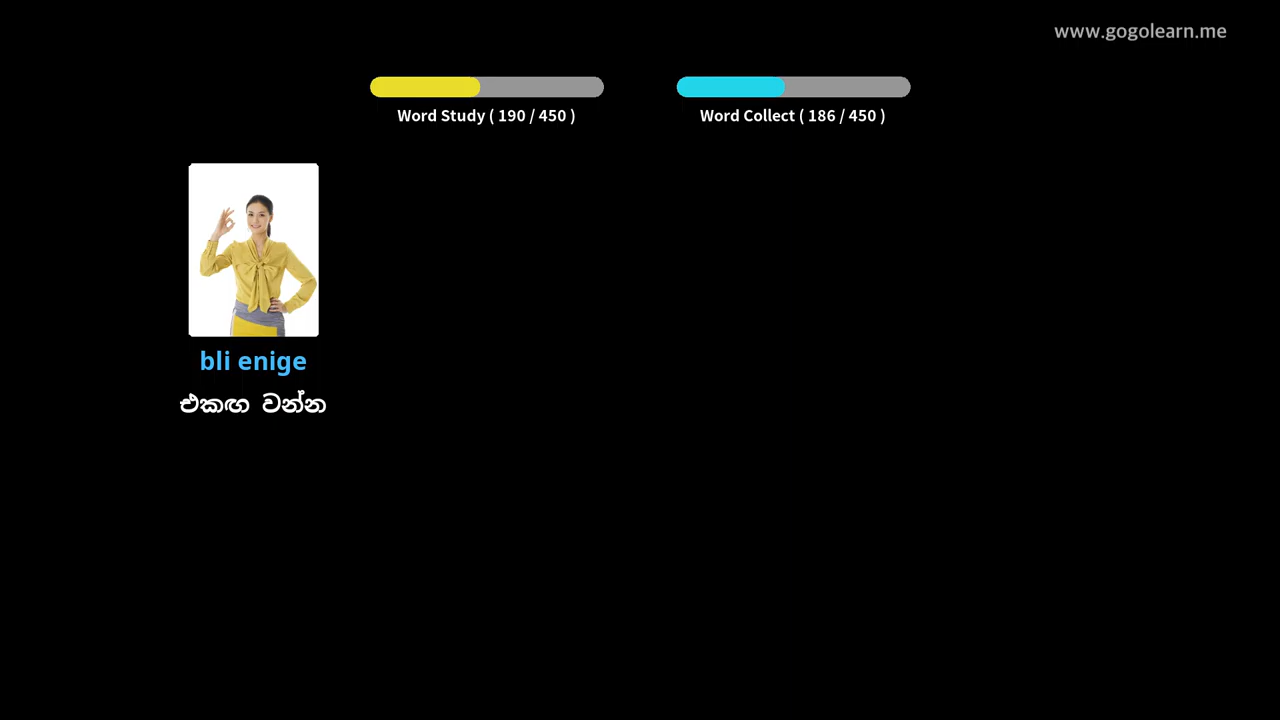 www.gogolearn.me
Word Study ( 190 / 450 )
Word Collect ( 186 / 450 )
bli enige
එකඟ වන්න